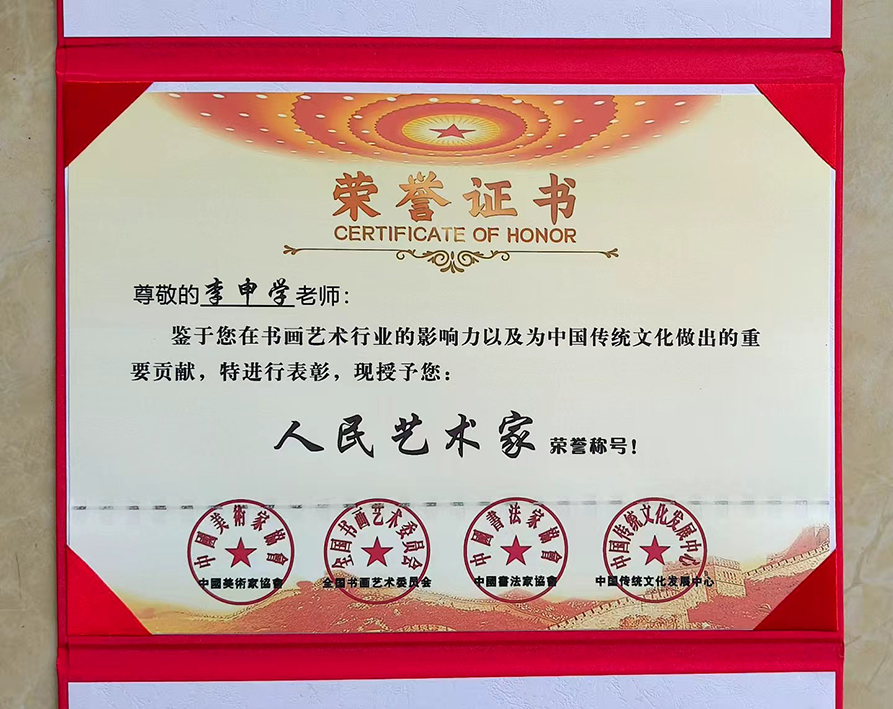 荣誉证书
CERTIFICATE OF HONOR
尊敬的李申学老师：
鉴于您在书画艺术行业的影响力以及为中国传统文化做出的重
要贡献，特进行表彰，现授予您：
人民艺术家 荣誉称号！
中國美術家協會
全国书画艺术委员会
中國書法家協會
中国传统文化发展中心
中國美術家協會
全国书画艺术委员会
中國書法家協會
中国传统文化发展中心